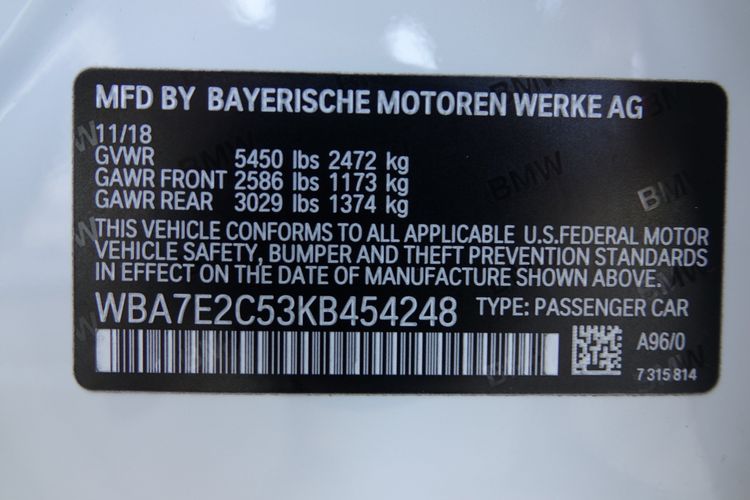 MFD BY BAYERISCHE MOTOREN WERKE AG
11/18
GVWR 5450 lbs 2472 kg
GAWR FRONT 2586 lbs 1173 kg
GAWR REAR 3029 lbs 1374 kg
THIS VEHICLE CONFORMS TO ALL APPLICABLE U.S.FEDERAL MOTOR
VEHICLE SAFETY, BUMPER AND THEFT PREVENTION STANDARDS
IN EFFECT ON THE DATE OF MANUFACTURE SHOWN ABOVE.
WBA7E2C53KB454248 TYPE: PASSENGER CAR
A96/0
7 315 814